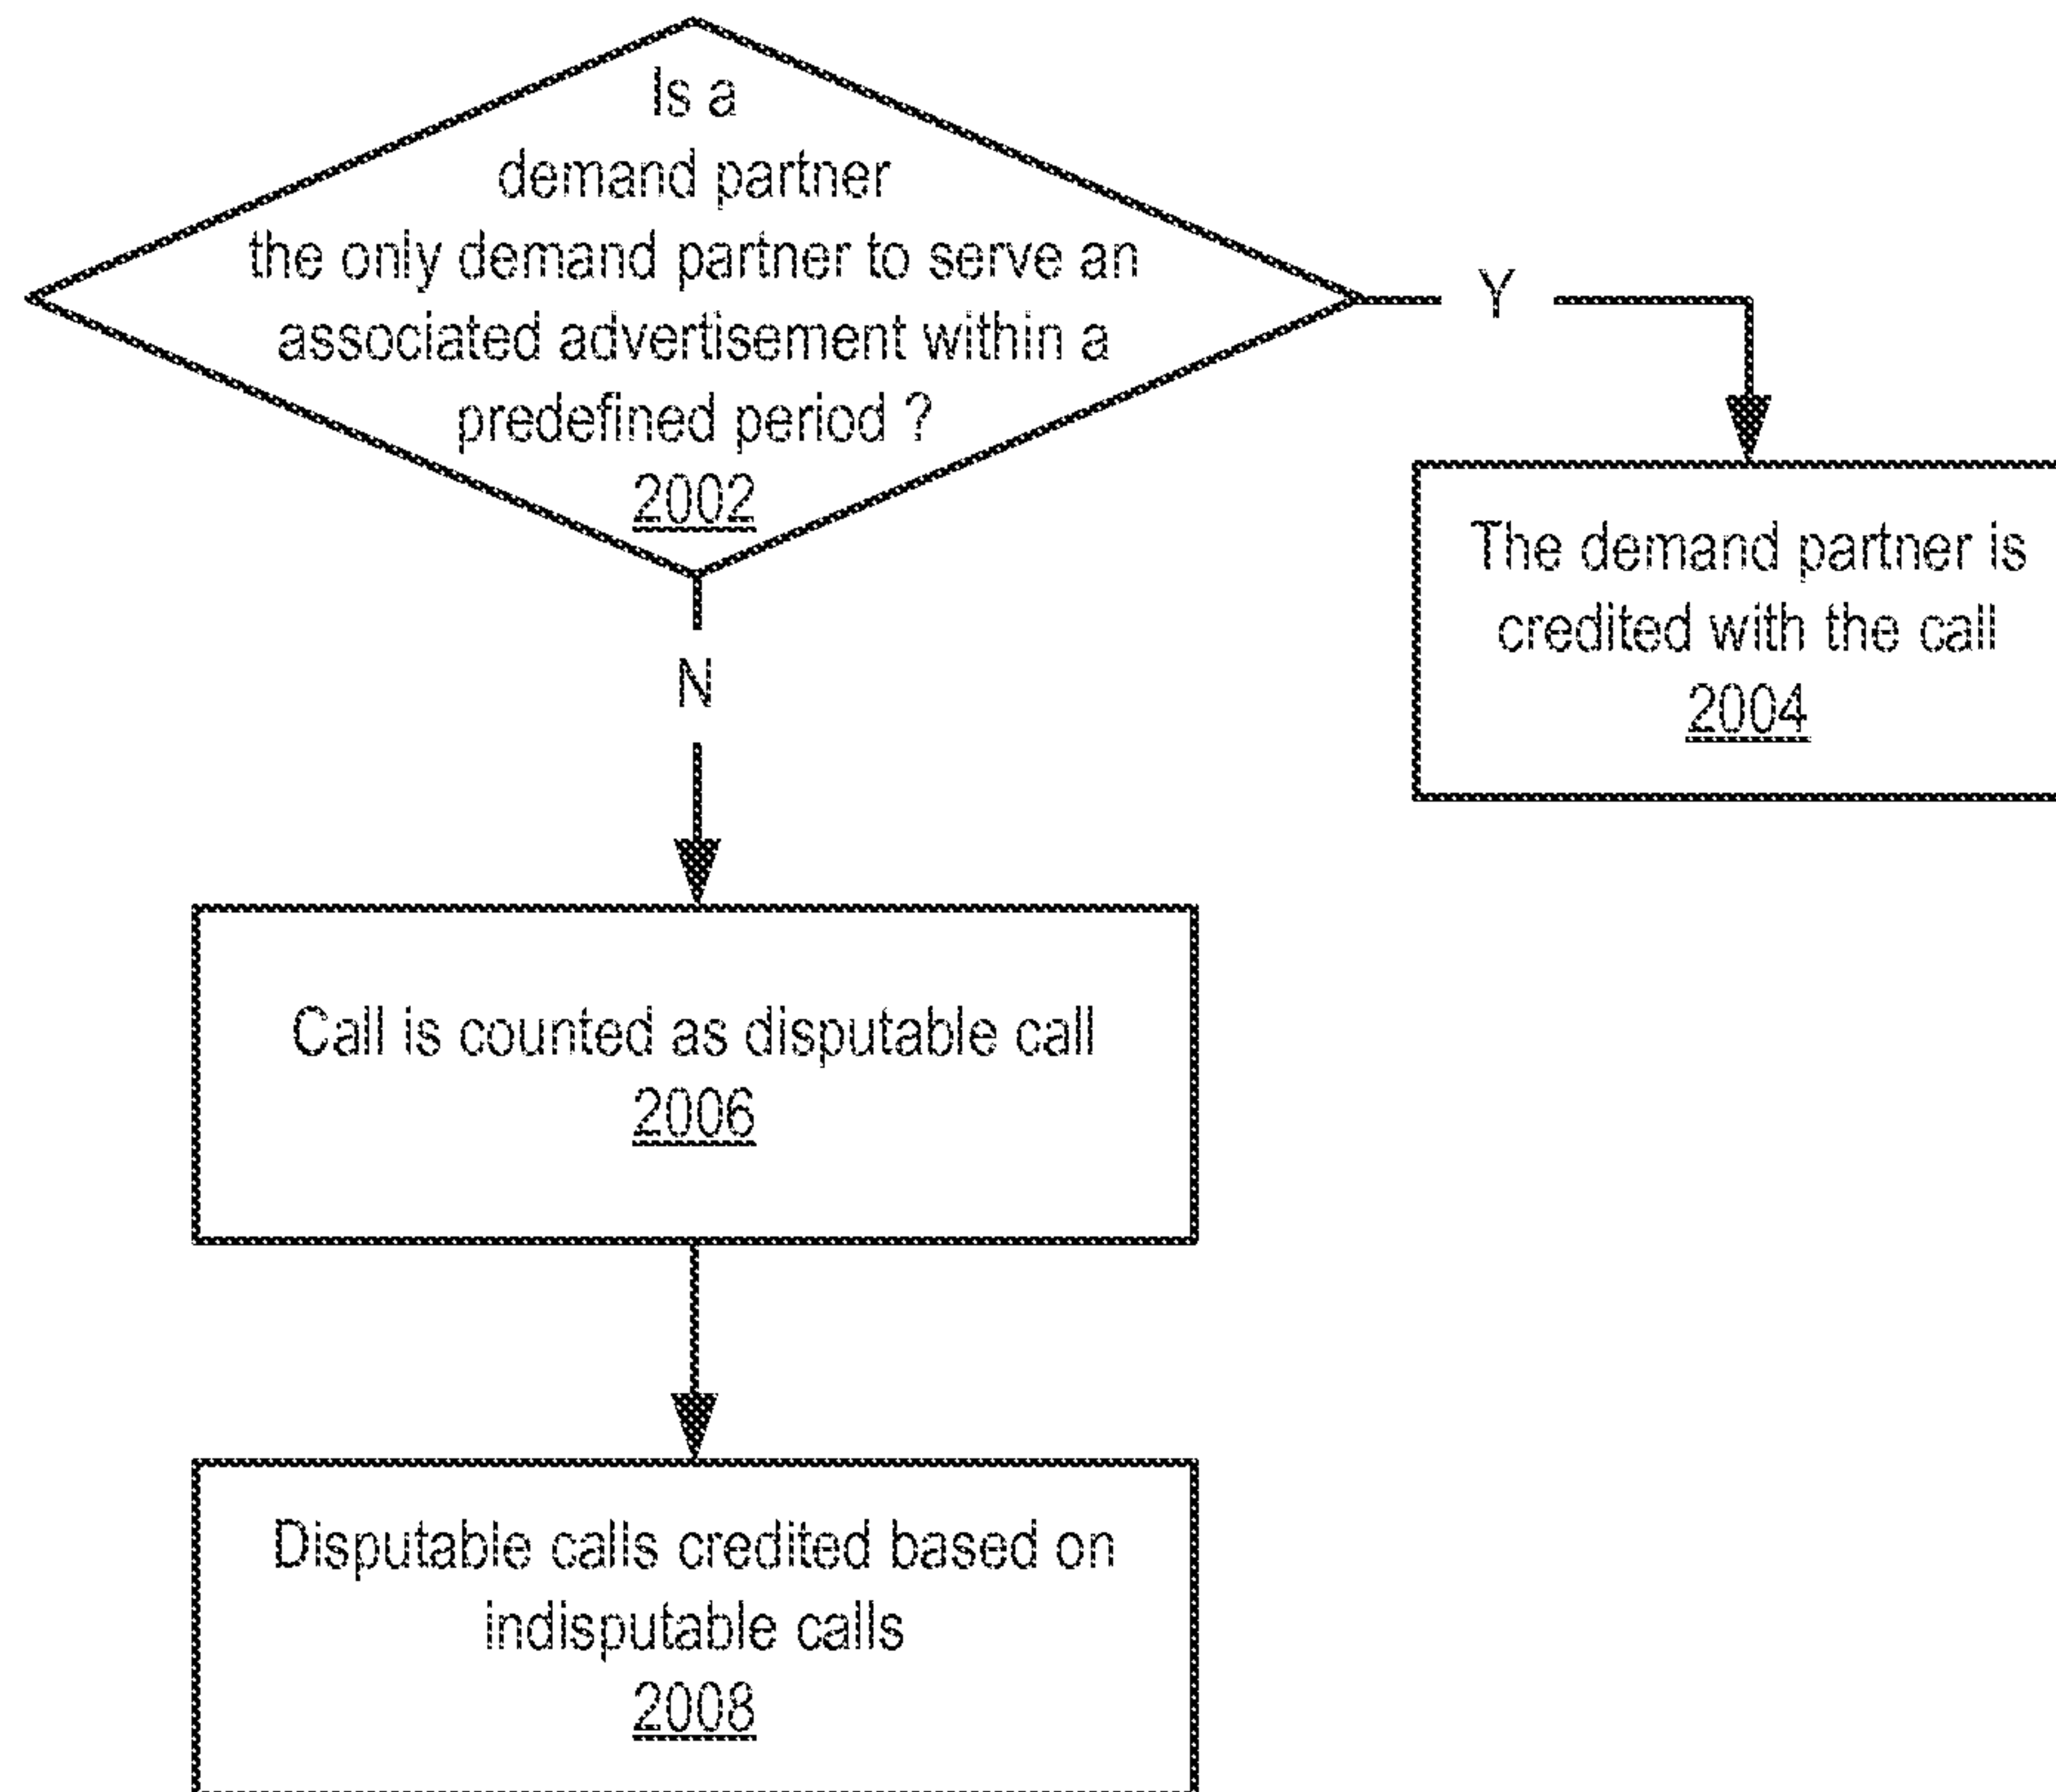 Is a
demand partner
the only demand partner to serve an
associated advertisement within a
predefined period ?
2002
Y
The demand partner is
credited with the call
2004
N
Call is counted as disputable call
2006
Disputable calls credited based on
indisputable calls
2008